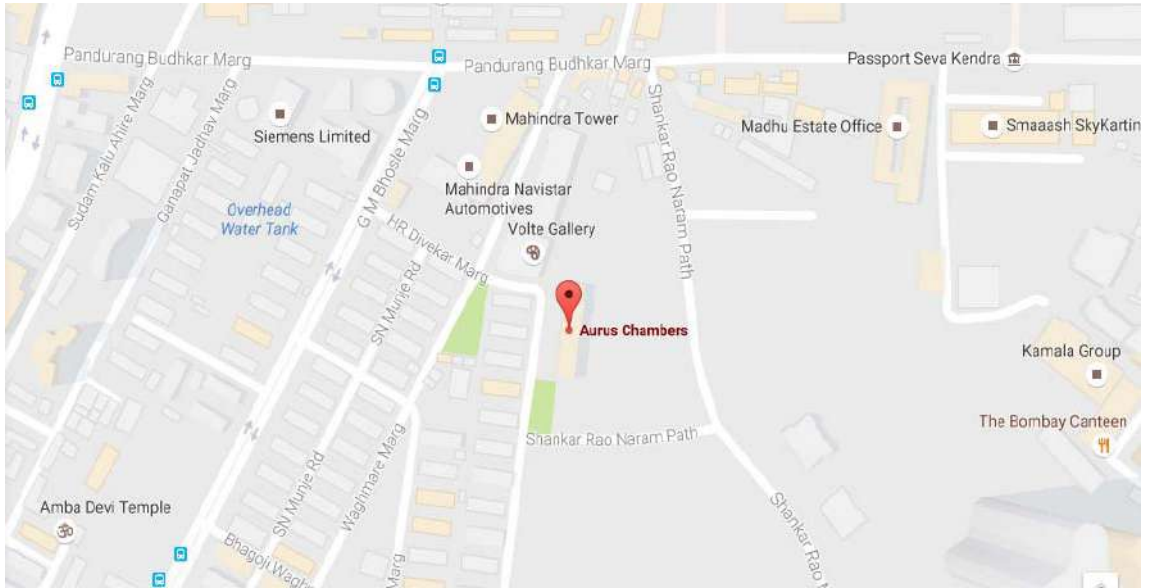 Pandurang Budhkar Marg
Pandurang Budhkar Marg
Passport Seva Kendra
Sudam Kalu Ahire Marg
Ganapat Jadhav Marg
Siemens Limited
G M Bhosle Marg
Mahindra Tower
Shankar Rao Naram Path
Madhu Estate Office
Smaaash SkyKartin
Mahindra Navistar
Automotives
Overhead
Water Tank
Volte Gallery
HR Divekar Marg
SN Munje Rd
Aurus Chambers
Kamala Group
The Bombay Canteen
Shankar Rao Naram Path
Waghmare Marg
SN Munje Rd
Amba Devi Temple
Bhagoji Wagh
Marg
Shankar Rao